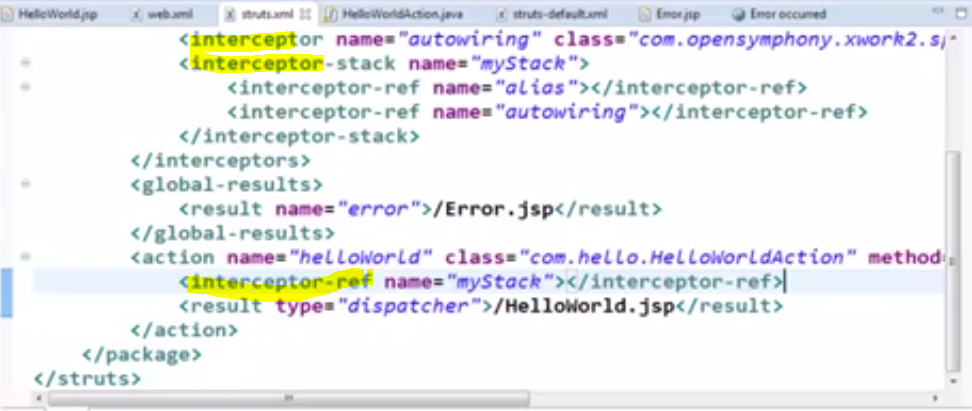 HelloWorld.jsp web.xml struts.xml HelloWorldAction.java struts-default.xml Error.jsp Error occurred
<interceptor name="autowiring" class="com.opensymphony.xwork2.s
<interceptor-stack name="myStack">
<interceptor-ref name="alias"></interceptor-ref>
<interceptor-ref name="autowiring"></interceptor-ref>
</interceptor-stack>
</interceptors>
<global-results>
<result name="error">/Error.jsp</result>
</global-results>
<action name="helloWorld" class="com.hello.HelloWorldAction" method=
<interceptor-ref name="myStack"></interceptor-ref>
<result type="dispatcher">/HelloWorld.jsp</result>
</action>
</package>
</struts>